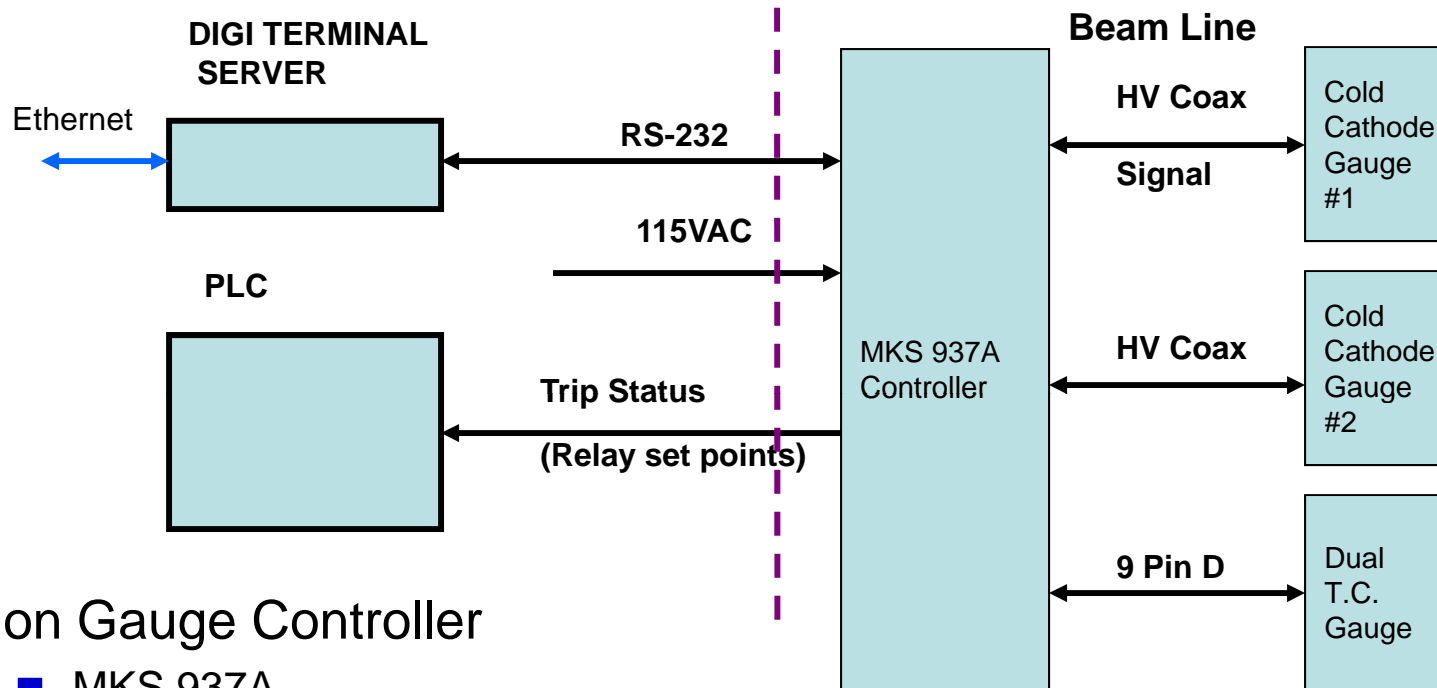 DIGI TERMINAL
SERVER
Ethernet
RS-232
115VAC
PLC
Trip Status
(Relay set points)
Beam Line
MKS 937A
Controller
HV Coax
Signal
HV Coax
9 Pin D
Cold
Cathode
Gauge
#1
Cold
Cathode
Gauge
#2
Dual
T.C.
Gauge
on Gauge Controller
MKS 937A